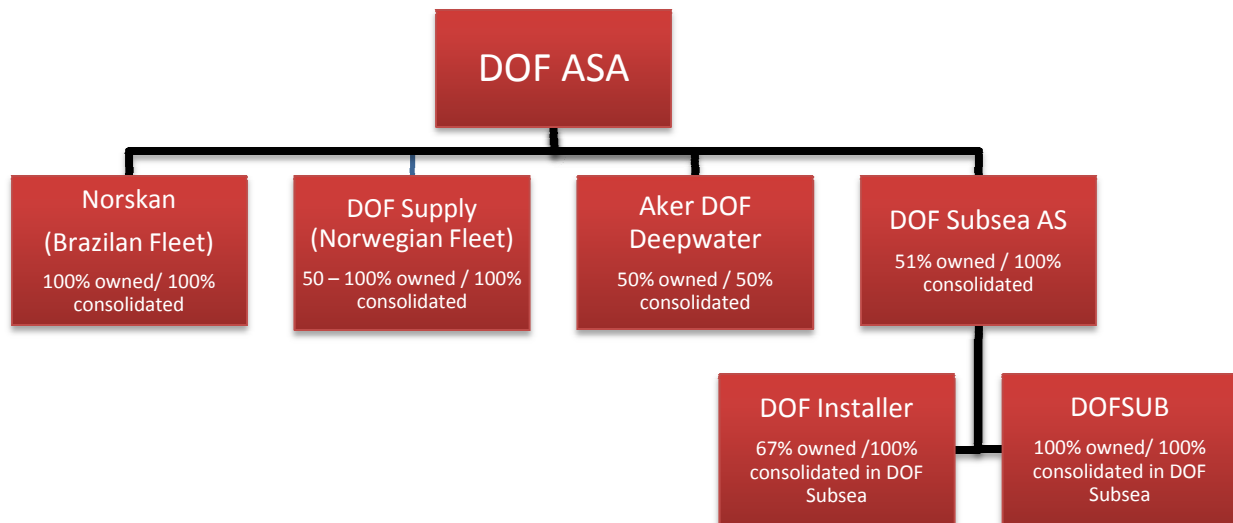 DOF ASA
Norskan
(Brazilan Fleet)
100% owned/ 100%
consolidated
DOF Supply
(Norwegian Fleet)
50 – 100% owned / 100%
consolidated
Aker DOF
Deepwater
50% owned / 50%
consolidated
DOF Subsea AS
51% owned / 100%
consolidated
DOF Installer
67% owned /100%
consolidated in DOF
Subsea
DOFSUB
100% owned/ 100%
consolidated in DOF
Subsea